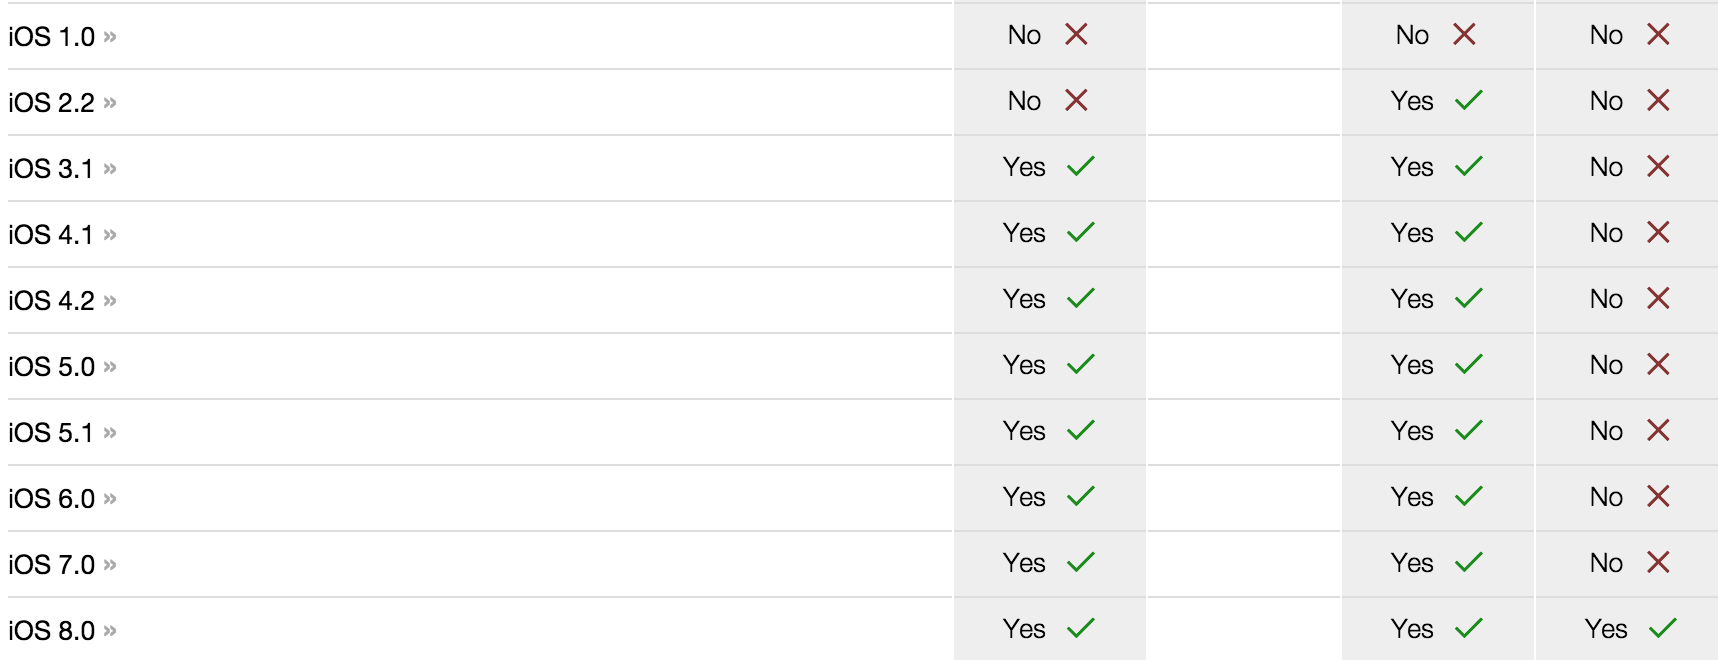 iOS 1.0 » No ✕ No ✕ No ✕
iOS 2.2 » No ✕ Yes ✓ No ✕
iOS 3.1 » Yes ✓ Yes ✓ No ✕
iOS 4.1 » Yes ✓ Yes ✓ No ✕
iOS 4.2 » Yes ✓ Yes ✓ No ✕
iOS 5.0 » Yes ✓ Yes ✓ No ✕
iOS 5.1 » Yes ✓ Yes ✓ No ✕
iOS 6.0 » Yes ✓ Yes ✓ No ✕
iOS 7.0 » Yes ✓ Yes ✓ No ✕
iOS 8.0 » Yes ✓ Yes ✓ Yes ✓